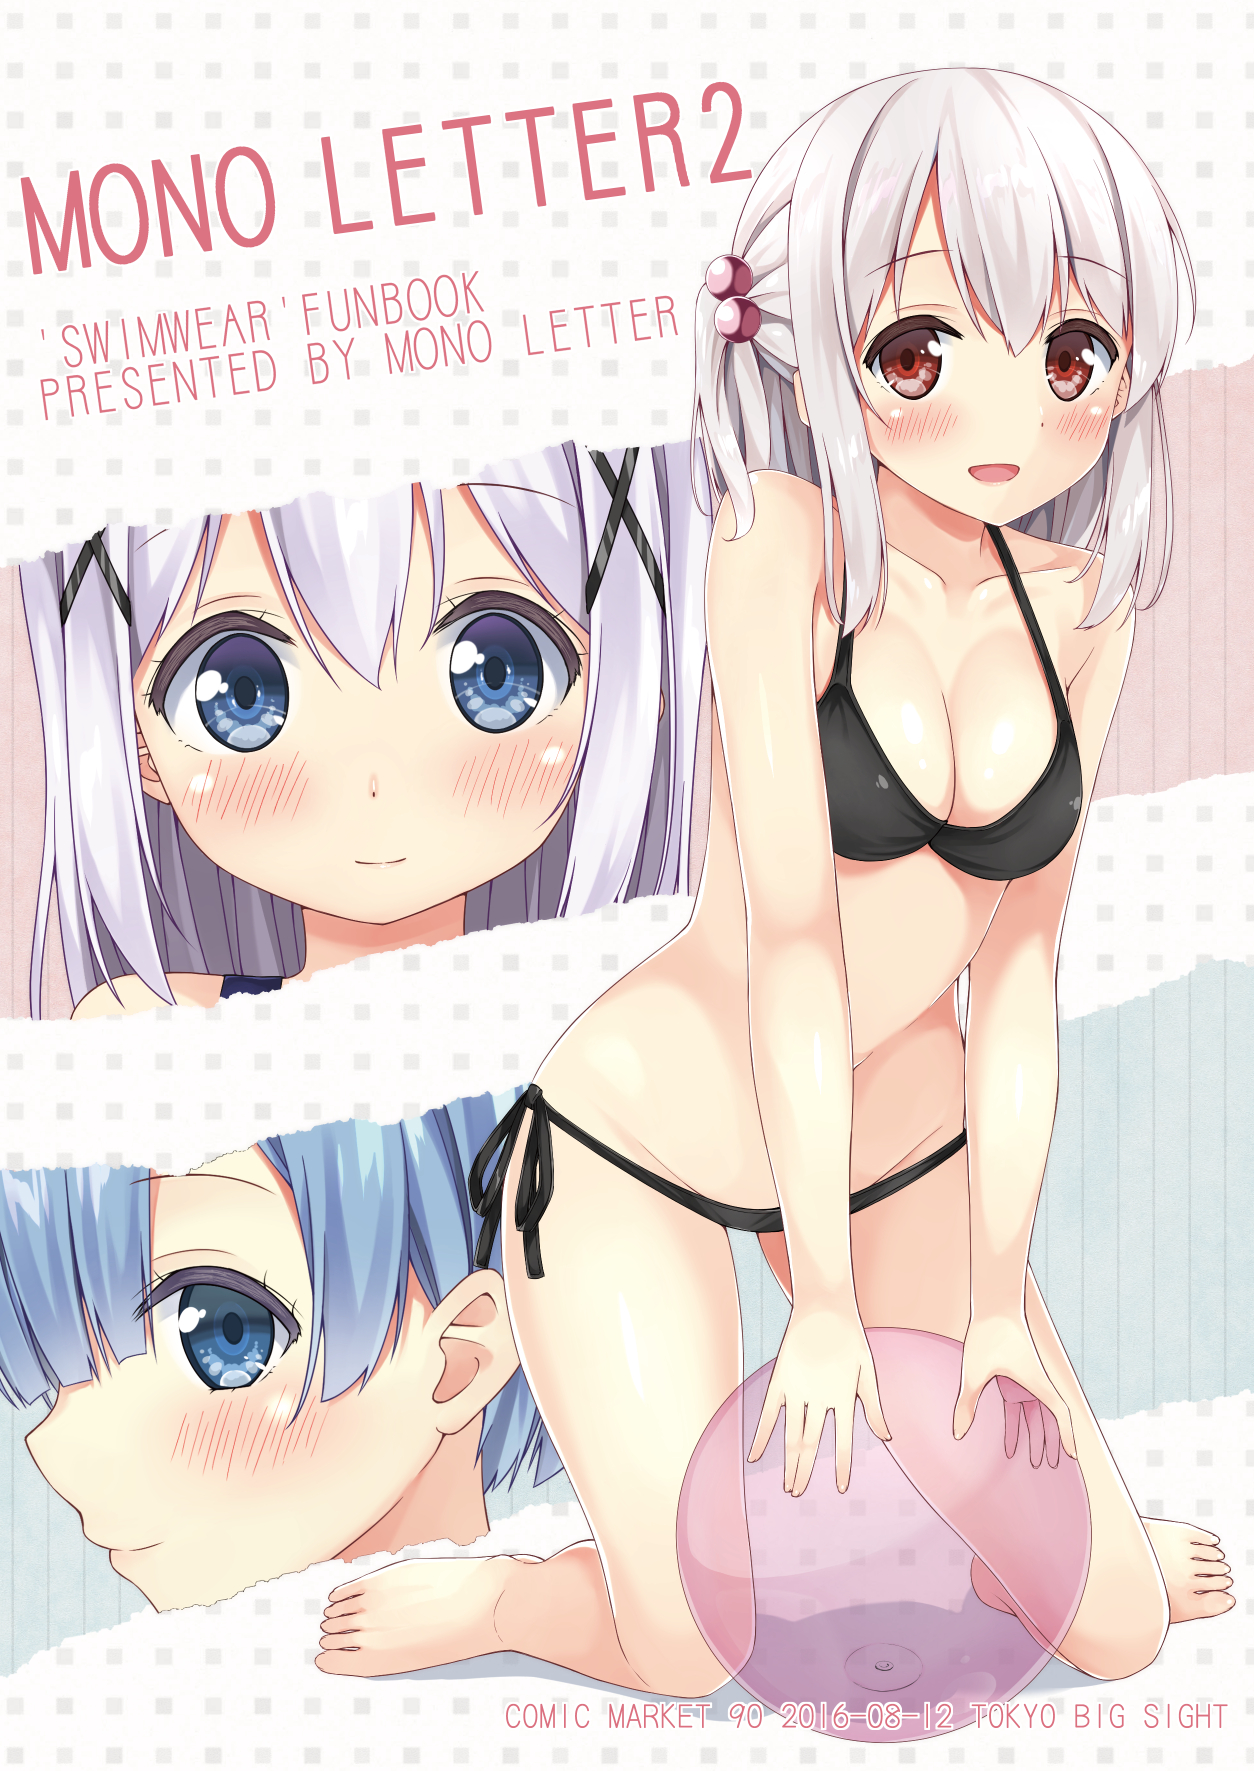 MONO LETTER2
'SWIMWEAR' FUNBOOK
PRESENTED BY MONO LETTER
COMIC MARKET 90 2016-08-12 TOKYO BIG SIGHT